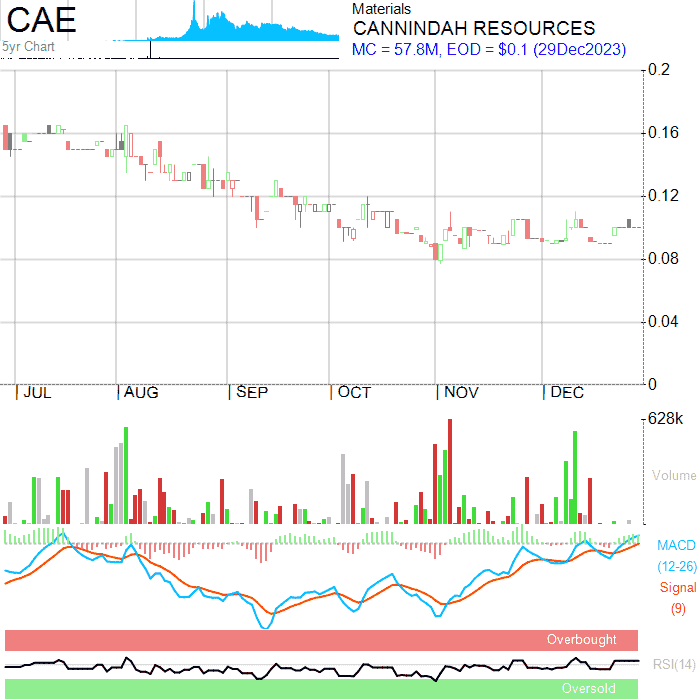 CAE
5yr Chart
Materials
CANNINDAH RESOURCES
MC = 57.8M, EOD = $0.1 (29Dec2023)
0.2
0.16
0.12
0.08
0.04
0
JUL AUG SEP OCT NOV DEC
628k
Volume
MACD
(12-26)
Signal
(9)
Overbought
RSI(14)
Oversold